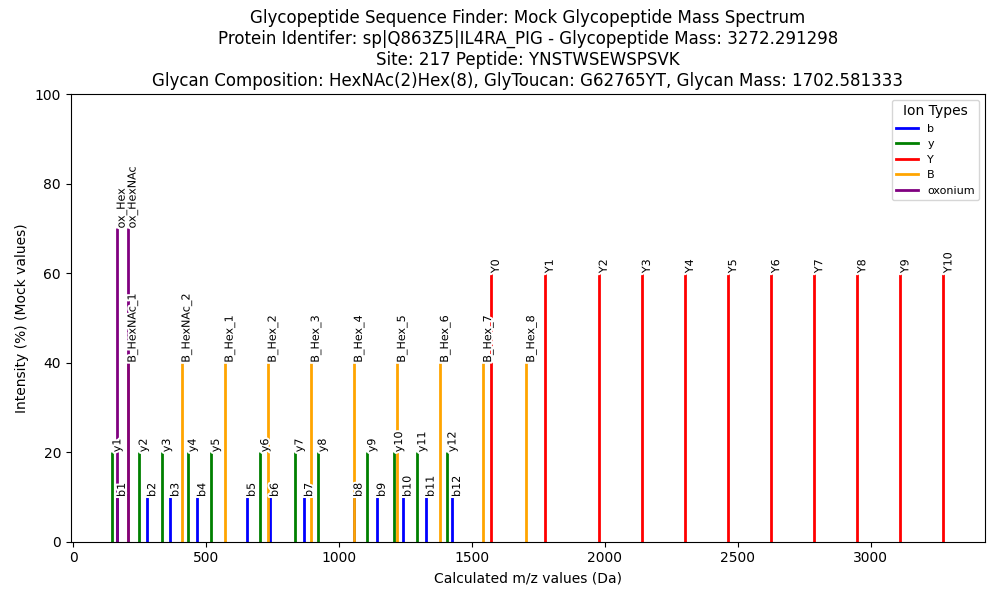 Glycopeptide Sequence Finder: Mock Glycopeptide Mass Spectrum
Protein Identifer: sp|Q863Z5|IL4RA_PIG - Glycopeptide Mass: 3272.291298
Site: 217 Peptide: YNSTWSEWSPSVK
Glycan Composition: HexNAc(2)Hex(8), GlyToucan: G62765YT, Glycan Mass: 1702.581333
Intensity (%) (Mock values)
100
80
60
40
20
0
Ion Types
b
y
Y
B
oxonium
ox_Hex
ox_HexNAc
Y0
Y1
Y2
Y3
Y4
Y5
Y6
Y7
Y8
Y9
Y10
B_HexNAc_1
B_HexNAc_2
B_Hex_1
B_Hex_2
B_Hex_3
B_Hex_4
B_Hex_5
B_Hex_6
B_Hex_7
B_Hex_8
y1
y2
y3
y4
y5
y6
y7
y8
y9
y10
y11
y12
b1
b2
b3
b4
b5
b6
b7
b8
b9
b10
b11
b12
0
500
1000
1500
2000
2500
3000
Calculated m/z values (Da)